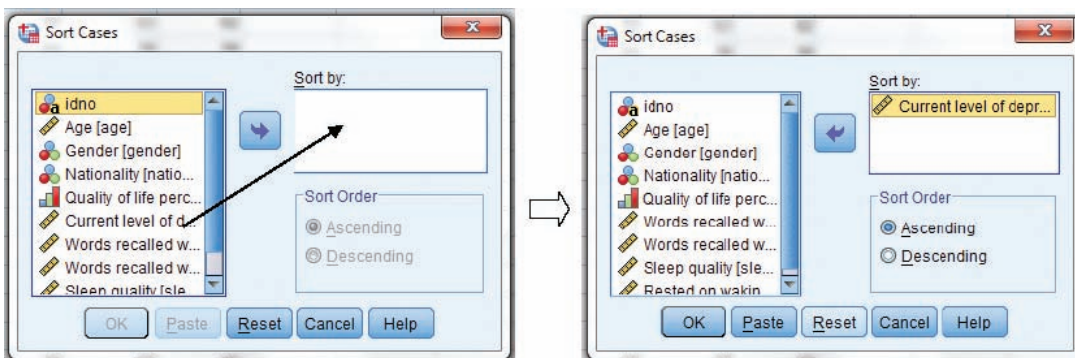 Sort Cases
Sort by:
idno
Age [age]
Gender [gender]
Nationality [natio...
Quality of life perc...
Current level of d...
Words recalled w...
Words recalled w...
Sleep quality [sle
Sort Order
Ascending
Descending
OK Paste Reset Cancel Help
Sort Cases
Sort by:
idno
Age [age]
Gender [gender]
Nationality [natio...
Quality of life perc...
Words recalled w...
Words recalled w...
Sleep quality [sle...
Rested on wakin
Current level of depr...
Sort Order
Ascending
Descending
OK Paste Reset Cancel Help